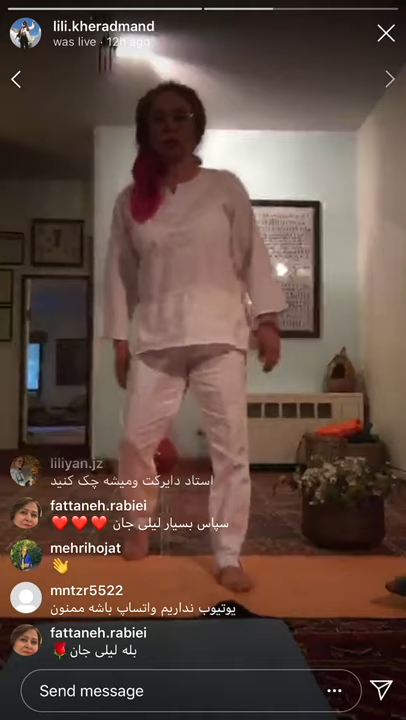 lili.kheradmand
was live · 12h ago
liliyan.jz
استاد دایرکت ومیشه چک کنید
fattaneh.rabiei
سپاس بسیار لیلی جان ❤️❤️❤️
mehrihojat
👋
mntzr5522
یوتیوب نداریم واتساپ باشه ممنون
fattaneh.rabiei
بله لیلی جان🌹
Send message